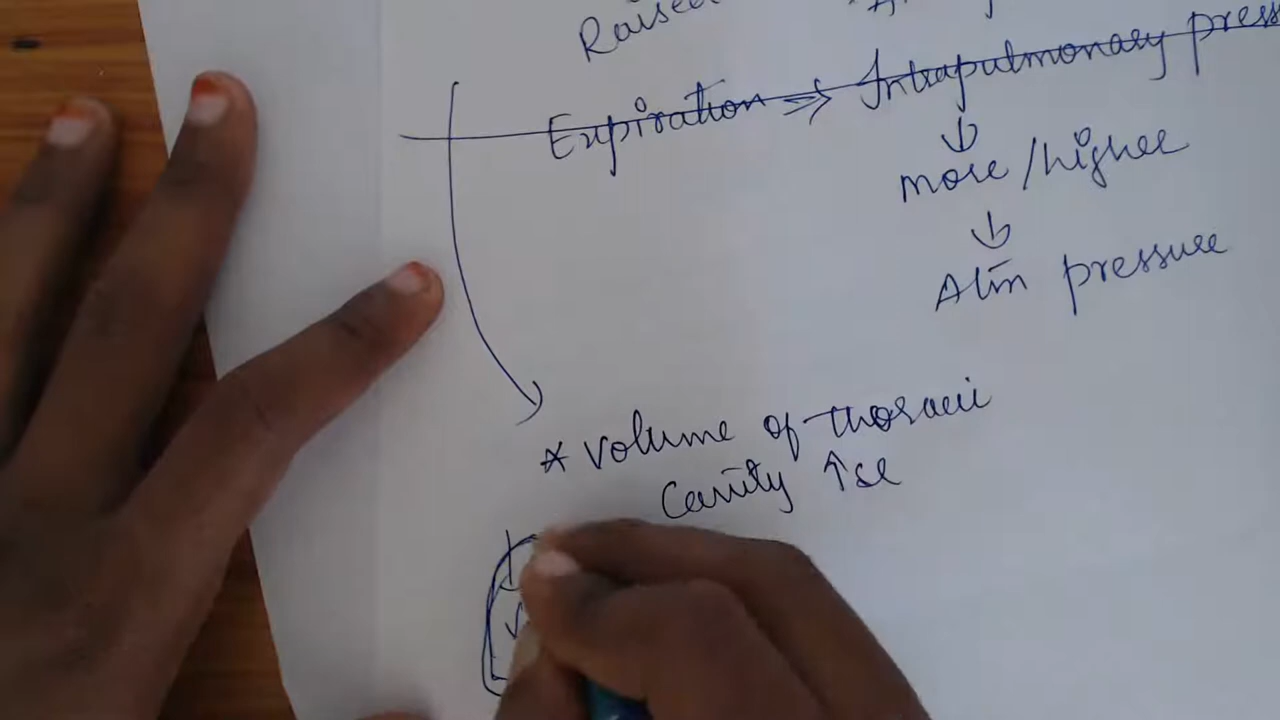 Raised
Expiration ⇒ Intrapulmonary press
↓
more / higher
↓
Atm pressure
* volume of thoracic
cavity ↑se